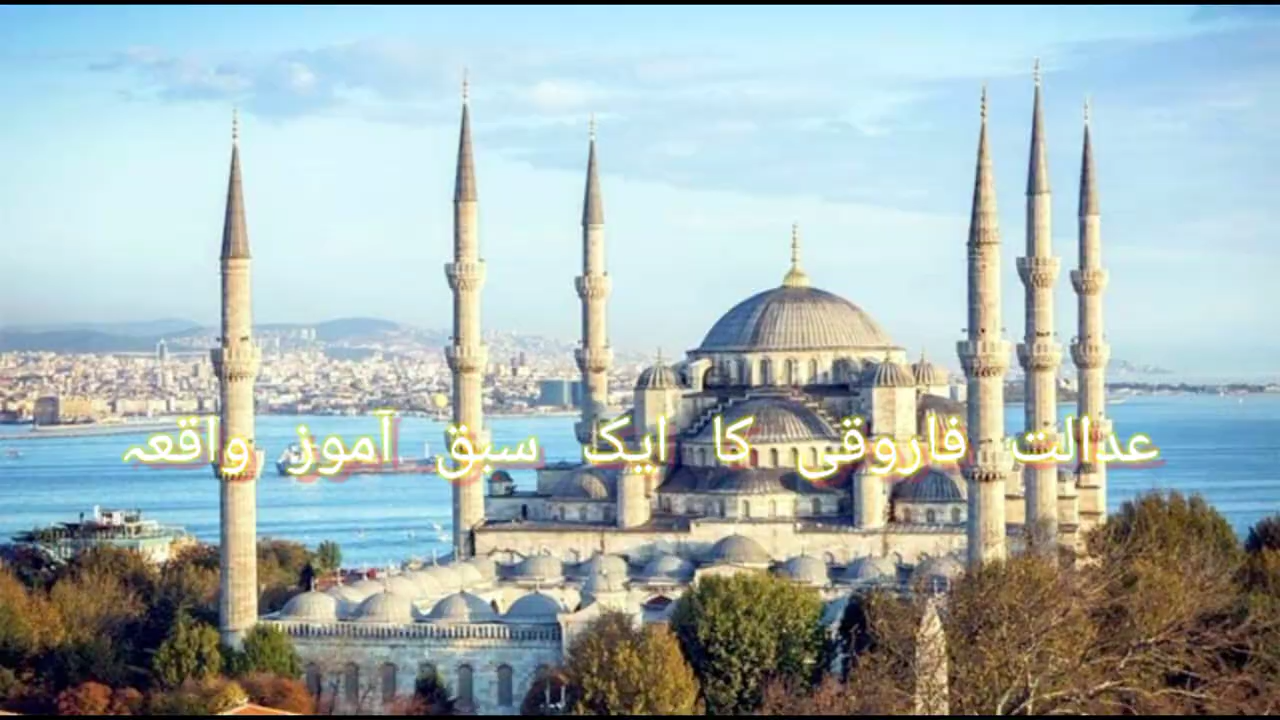 عدالت فاروقی کا ایک سبق آموز واقعہ